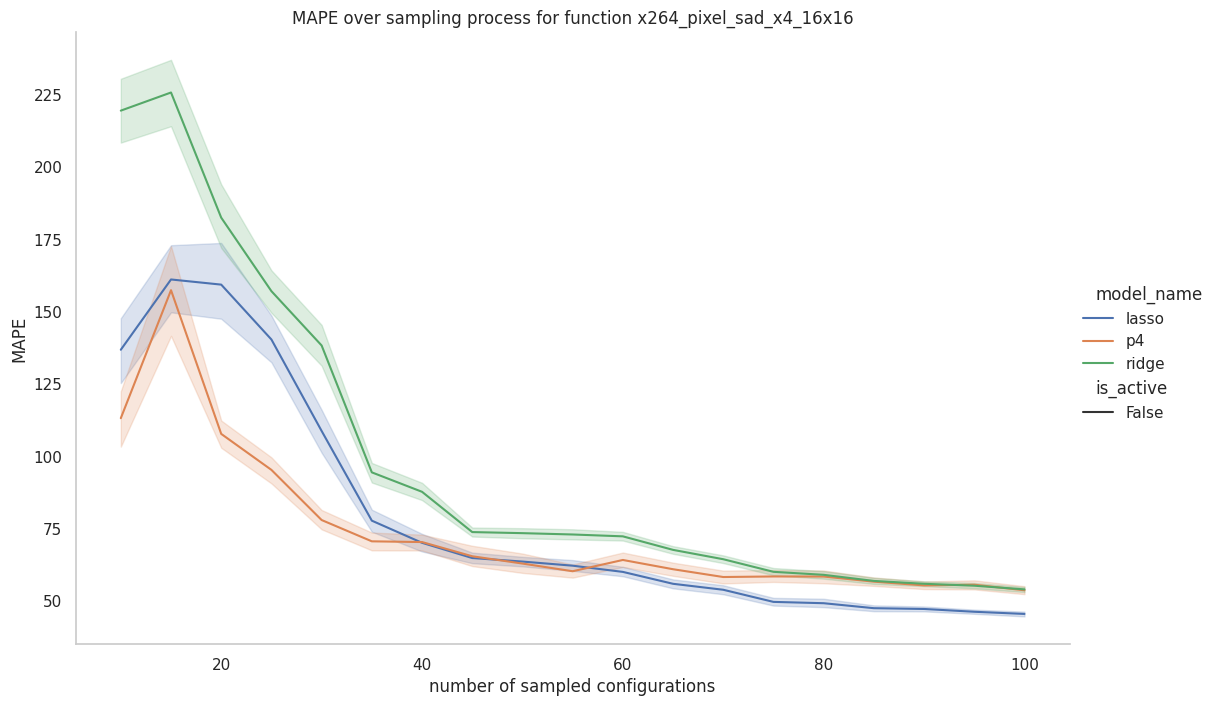 MAPE over sampling process for function x264_pixel_sad_x4_16x16
225
200
175
150
125
100
75
50
MAPE
20 40 60 80 100
number of sampled configurations
model_name
lasso
p4
ridge
is_active
False